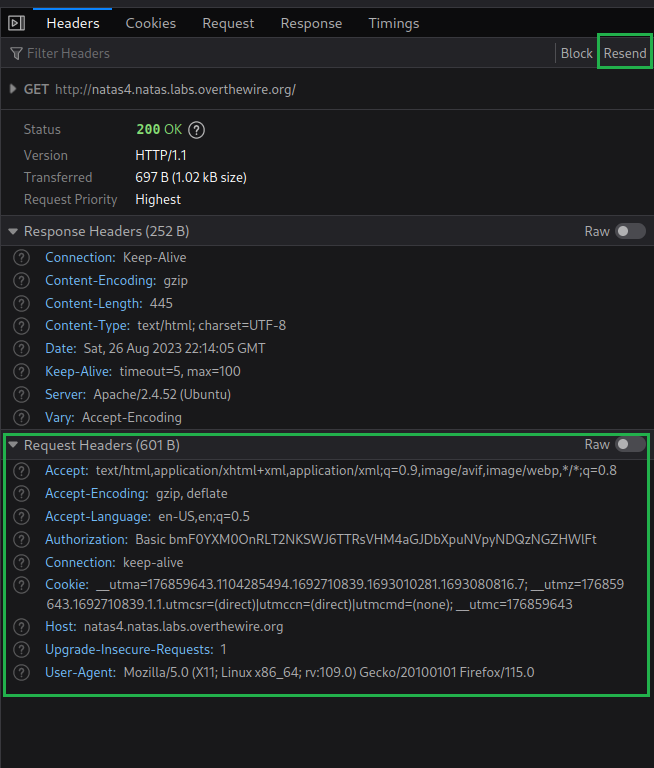 Headers Cookies Request Response Timings
Filter Headers Block Resend
GET http://natas4.natas.labs.overthewire.org/
Status 200 OK ?
Version HTTP/1.1
Transferred 697 B (1.02 kB size)
Request Priority Highest
Response Headers (252 B) Raw
? Connection: Keep-Alive
? Content-Encoding: gzip
? Content-Length: 445
? Content-Type: text/html; charset=UTF-8
? Date: Sat, 26 Aug 2023 22:14:05 GMT
? Keep-Alive: timeout=5, max=100
? Server: Apache/2.4.52 (Ubuntu)
? Vary: Accept-Encoding
Request Headers (601 B) Raw
? Accept: text/html,application/xhtml+xml,application/xml;q=0.9,image/avif,image/webp,*/*;q=0.8
? Accept-Encoding: gzip, deflate
? Accept-Language: en-US,en;q=0.5
? Authorization: Basic bmF0YXM0OnRLT2NKSWJ6TTRsVHM4aGJDbXpuNVpyNDQzNGZHWlFt
? Connection: keep-alive
? Cookie: __utma=176859643.1104285494.1692710839.1693010281.1693080816.7; __utmz=176859
643.1692710839.1.1.utmcsr=(direct)|utmccn=(direct)|utmcmd=(none); __utmc=176859643
? Host: natas4.natas.labs.overthewire.org
? Upgrade-Insecure-Requests: 1
? User-Agent: Mozilla/5.0 (X11; Linux x86_64; rv:109.0) Gecko/20100101 Firefox/115.0